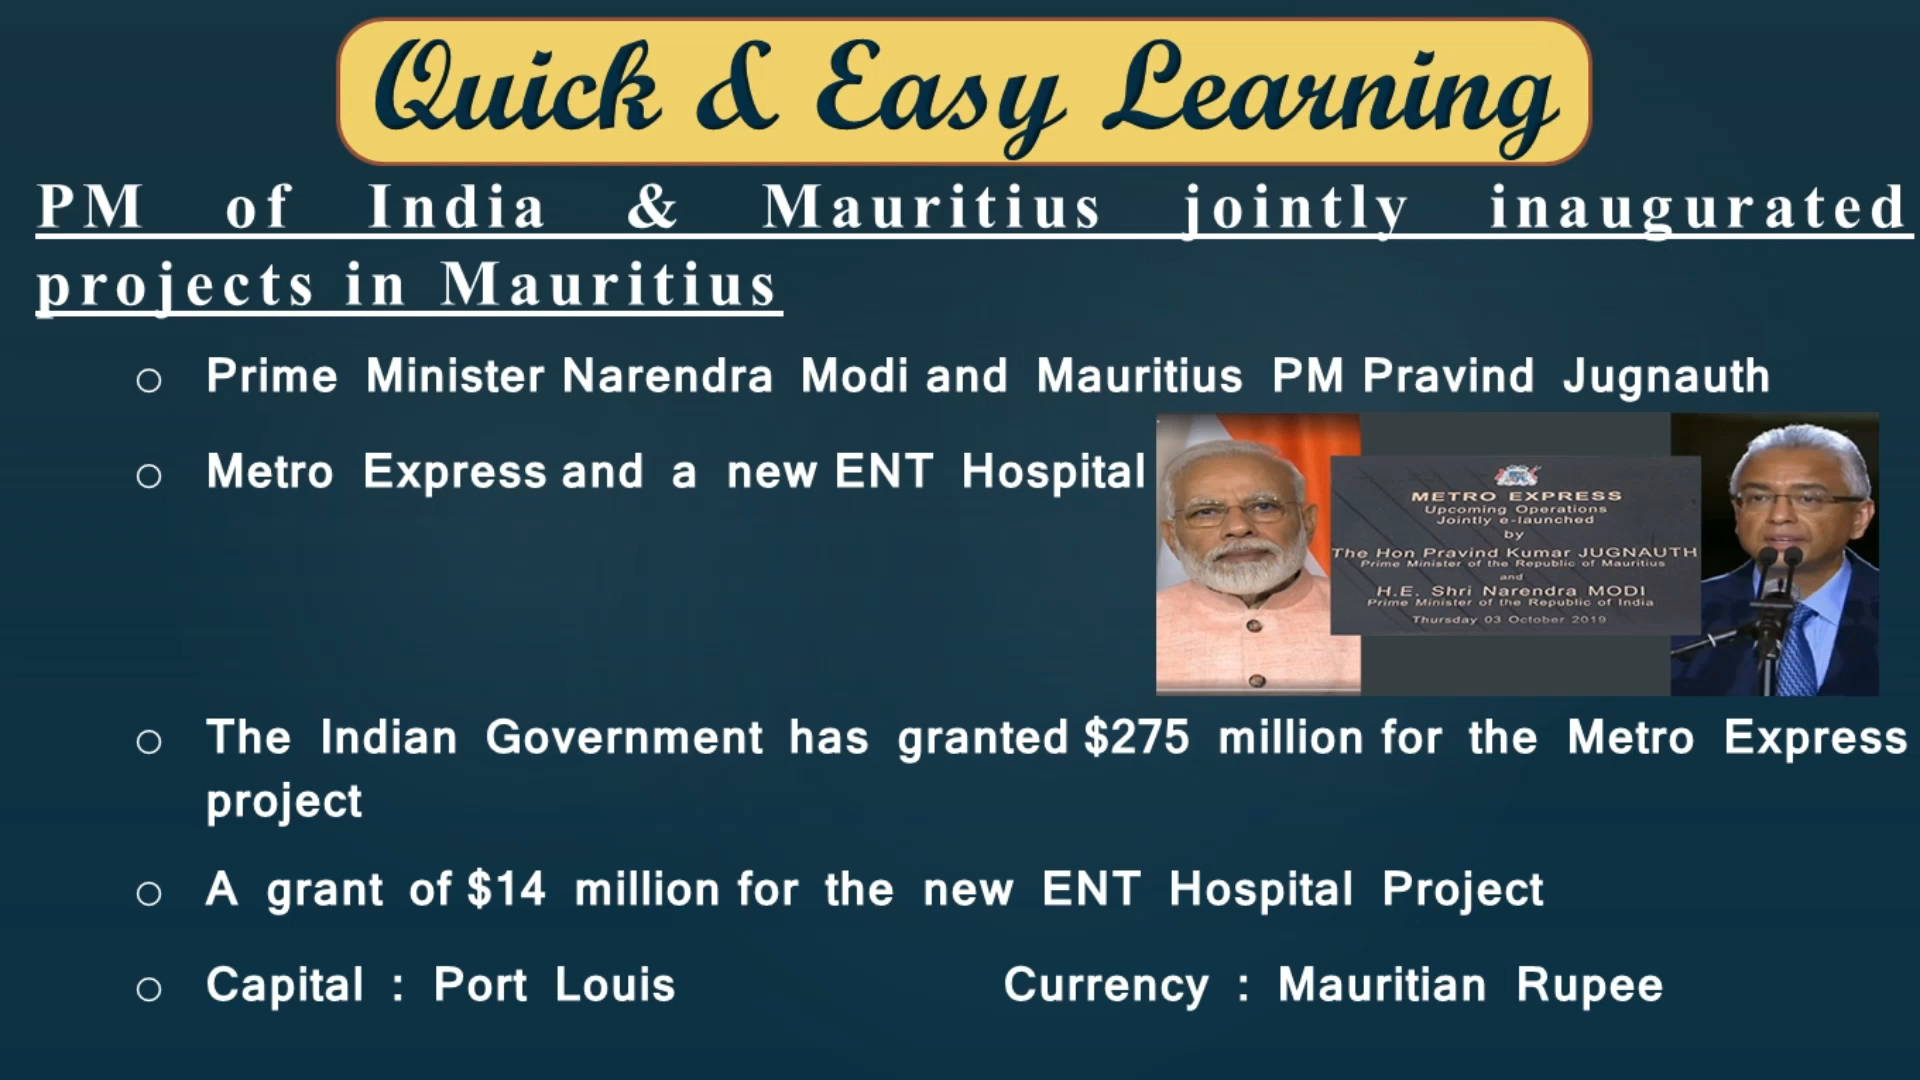 Quick & Easy Learning
PM of India & Mauritius jointly inaugurated
projects in Mauritius
o Prime Minister Narendra Modi and Mauritius PM Pravind Jugnauth
o Metro Express and a new ENT Hospital
METRO EXPRESS
Upcoming Operations
Jointly e-launched
by
The Hon Pravind Kumar JUGNAUTH
Prime Minister of the Republic of Mauritius
and
H.E. Shri Narendra MODI
Prime Minister of the Republic of India
Thursday 03 October 2019
o The Indian Government has granted $275 million for the Metro Express
project
o A grant of $14 million for the new ENT Hospital Project
o Capital : Port Louis Currency : Mauritian Rupee